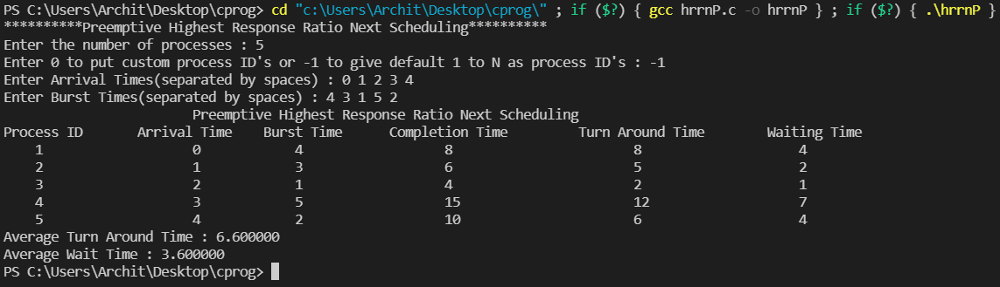 PS C:\Users\Archit\Desktop\cprog> cd "c:\Users\Archit\Desktop\cprog\" ; if ($?) { gcc hrrnP.c -o hrrnP } ; if ($?) { .\hrrnP }
**********Preemptive Highest Response Ratio Next Scheduling**********
Enter the number of processes : 5
Enter 0 to put custom process ID's or -1 to give default 1 to N as process ID's : -1
Enter Arrival Times(separated by spaces) : 0 1 2 3 4
Enter Burst Times(separated by spaces) : 4 3 1 5 2
Preemptive Highest Response Ratio Next Scheduling
Process ID Arrival Time Burst Time Completion Time Turn Around Time Waiting Time
1 0 4 8 8 4
2 1 3 6 5 2
3 2 1 4 2 1
4 3 5 15 12 7
5 4 2 10 6 4
Average Turn Around Time : 6.600000
Average Wait Time : 3.600000
PS C:\Users\Archit\Desktop\cprog>